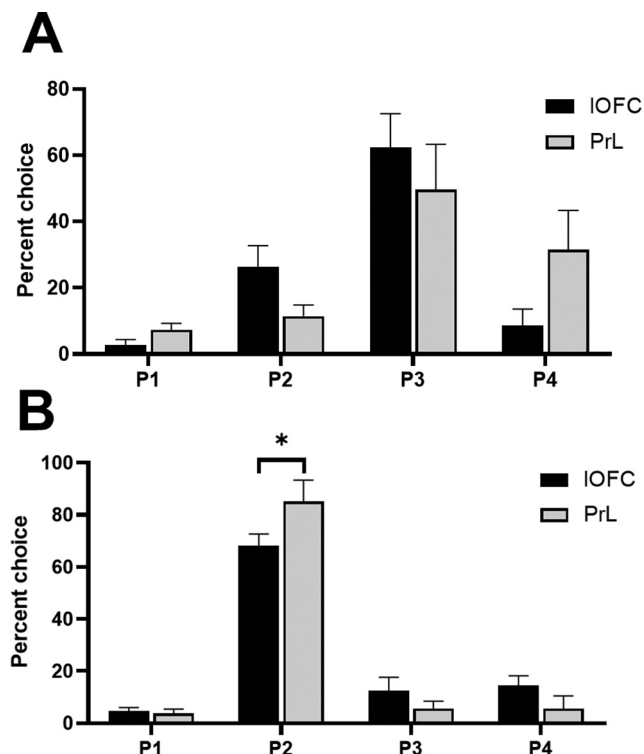 A
80
60
40
20
0
Percent choice
lOFC
PrL
P1 P2 P3 P4
B
*
100
80
60
40
20
0
Percent choice
lOFC
PrL
P1 P2 P3 P4